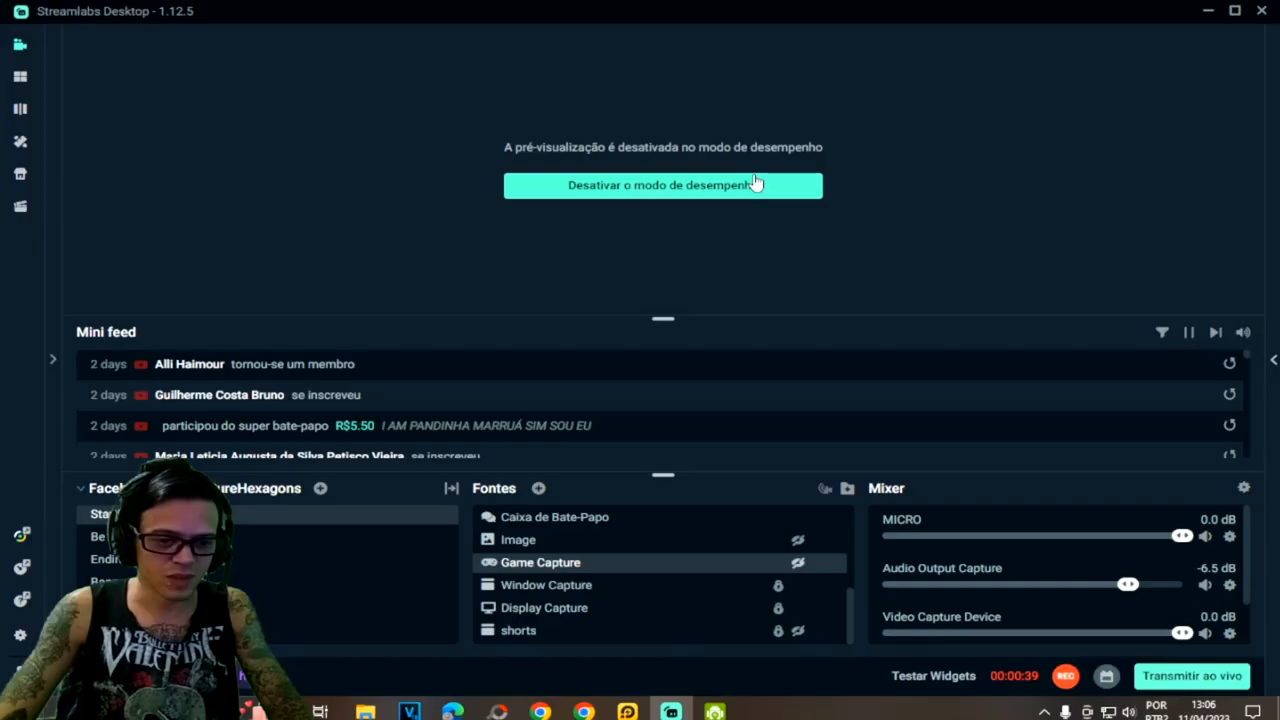 Streamlabs Desktop - 1.12.5
A pré-visualização é desativada no modo de desempenho
Desativar o modo de desempenho
Mini feed
2 days Alli Haimour tornou-se um membro
2 days Guilherme Costa Bruno se inscreveu
2 days participou do super bate-papo R$5.50 I AM PANDINHA MARRUÁ SIM SOU EU
2 days Maria Leticia Augusta da Silva Petisco Vieira se inscreveu
ureHexagons
Fontes
Mixer
Caixa de Bate-Papo
Image
Game Capture
Window Capture
Display Capture
shorts
MICRO 0.0 dB
Audio Output Capture -6.5 dB
Video Capture Device 0.0 dB
Be
Endin
VALENTINE
Testar Widgets 00:00:39 REC Transmitir ao vivo
POR
PTB2
13:06
11/04/2023